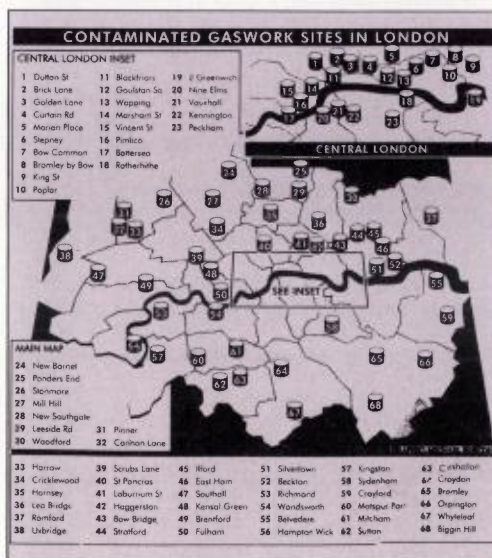 CONTAMINATED GASWORK SITES IN LONDON
CENTRAL LONDON INSET
1 Dutton St
2 Brick Lane
3 Golden Lane
4 Curtain Rd
5 Marian Place
6 Stepney
7 Bow Common
8 Bromley by Bow
9 King St
10 Poplar
11 Blackfriars
12 Goulston Sq
13 Wapping
14 Marsham St
15 Vincent St
16 Pimlico
17 Battersea
18 Rotherhithe
19 E Greenwich
20 Nine Elms
21 Vauxhall
22 Kennington
23 Peckham
CENTRAL LONDON
SEE INSET
MAIN MAP
24 New Barnet
25 Ponders End
26 Stanmore
27 Mill Hill
28 New Southgate
29 Leeside Rd
30 Woodford
31 Pinner
32 Lane
33 Harrow
34 Cricklewood
35 Hornsey
36 Lea Bridge
37 Romford
38 Uxbridge
39 Scrubs Lane
40 St Pancras
41 Laburnum St
42 Haggerston
43 Bow Bridge
44 Stratford
45 Ilford
46 East Ham
47 Southall
48 Kensal Green
49 Brentford
50 Fulham
51 Silvertown
52 Beckton
53 Richmond
54 Wandsworth
55 Belvedere
56 Hampton Wick
57 Kingston
58 Sydenham
59 Crayford
60 Motspur Par
61 Mitcham
62 Sutton
63 Carshalton
64 Croydon
65 Bromley
66 Orpington
67 Whyteleaf
68 Biggin Hill